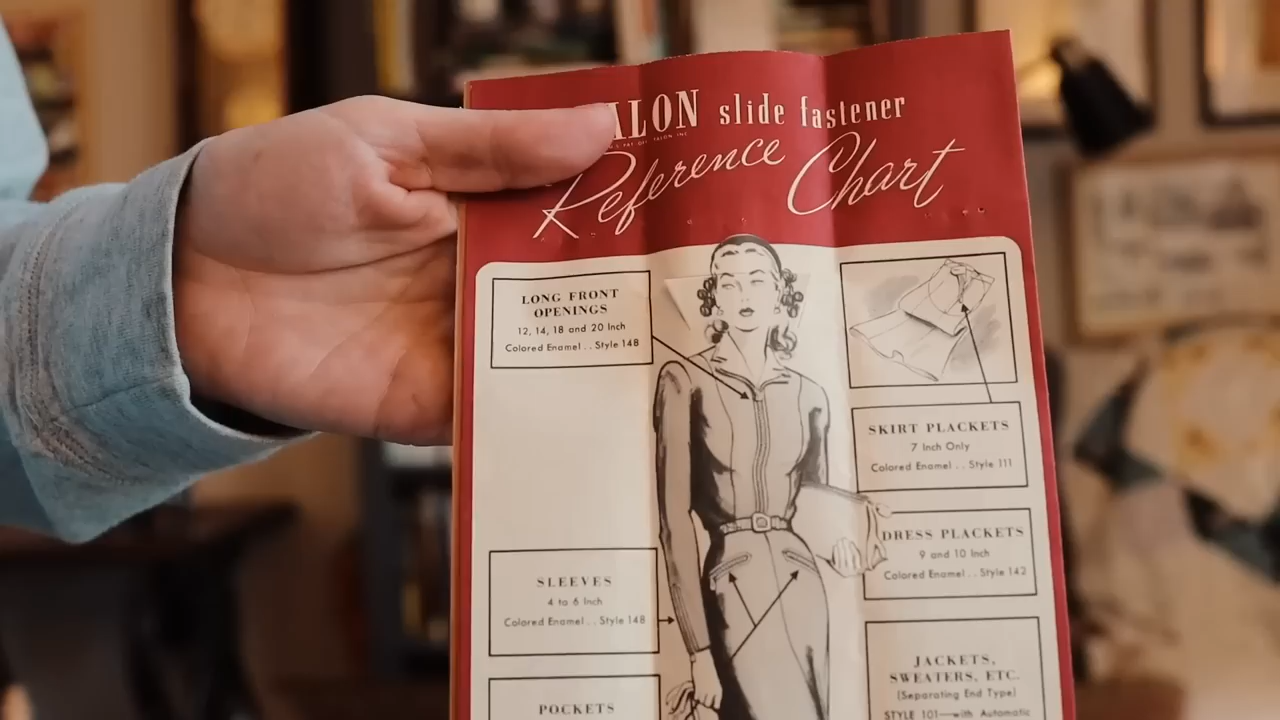 ALON slide fastener
Reference Chart
LONG FRONT
OPENINGS
12, 14, 18 and 20 Inch
Colored Enamel . . Style 148
SKIRT PLACKETS
7 Inch Only
Colored Enamel . . Style 111
DRESS PLACKETS
9 and 10 Inch
Colored Enamel . . Style 142
SLEEVES
4 to 6 Inch
Colored Enamel . . Style 148
JACKETS,
SWEATERS, ETC.
(Separating End Type)
STYLE 101—with Automatic
POCKETS